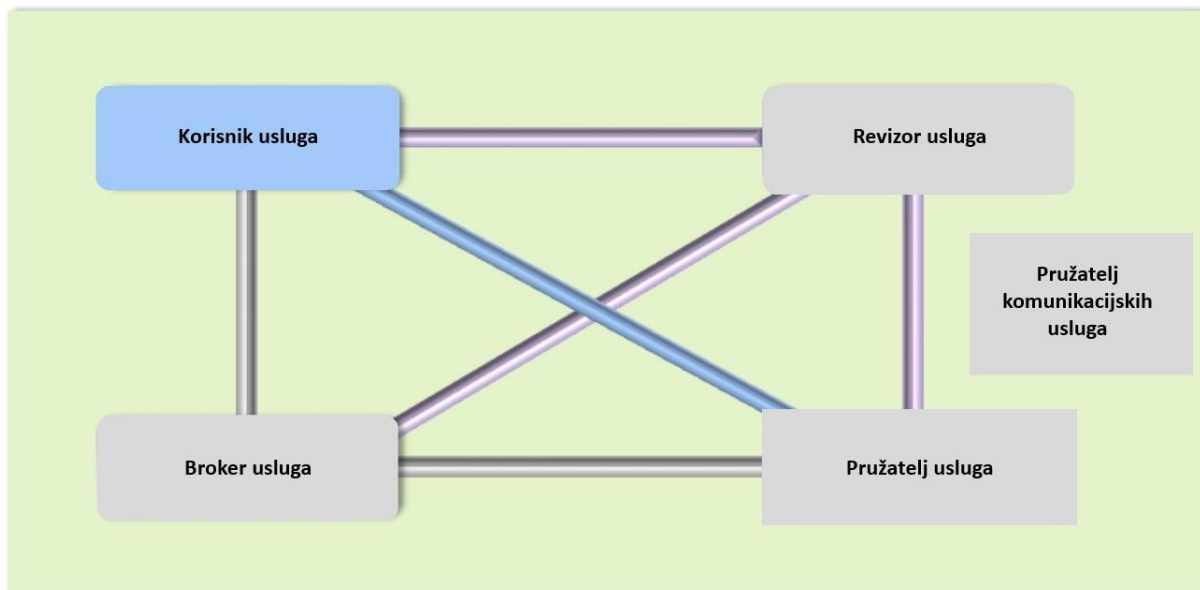 Korisnik usluga
Revizor usluga
Pružatelj
komunikacijskih
usluga
Broker usluga
Pružatelj usluga